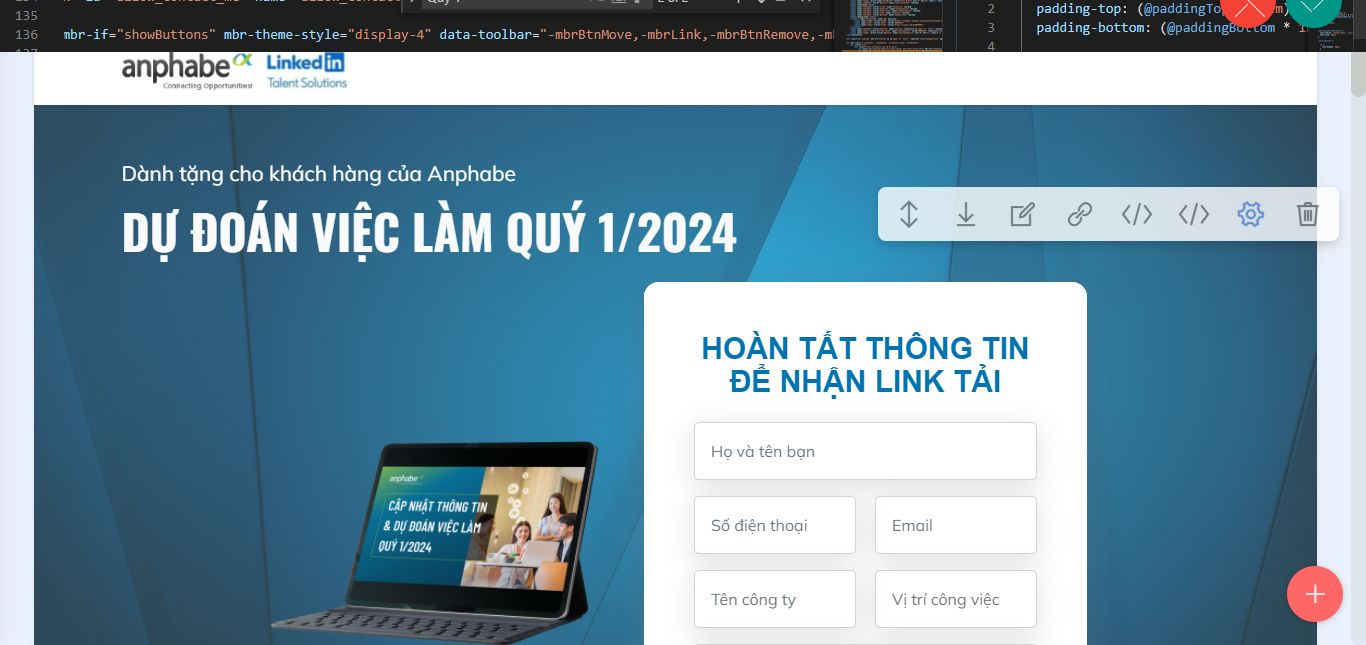 135
136 mbr-if="showButtons" mbr-theme-style="display-4" data-toolbar="-mbrBtnMove,-mbrLink,-mbrBtnRemove,-mb
2 padding-top: (@paddingTo
3 padding-bottom: (@paddingBottom *
4
anphabe
Connecting Opportunities!
Linked in
Talent Solutions
Dành tặng cho khách hàng của Anphabe
DỰ ĐOÁN VIỆC LÀM QUÝ 1/2024
HOÀN TẤT THÔNG TIN
ĐỂ NHẬN LINK TẢI
Họ và tên bạn
Số điện thoại
Email
Tên công ty
Vị trí công việc
anphabe
CẬP NHẬT THÔNG TIN
& DỰ ĐOÁN VIỆC LÀM
QUÝ 1/2024